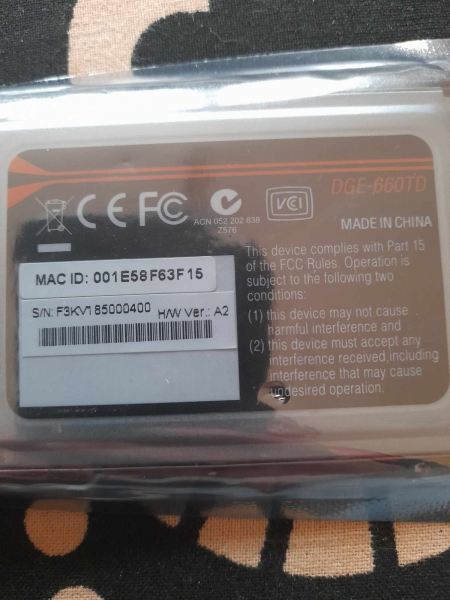 DGE-660TD
CE FC
ACN 052 202 838
Z576
VCI
MADE IN CHINA
MAC ID: 001E58F63F15
S/N: F3KV185000400 H/W Ver.: A2
This device complies with Part 15
of the FCC Rules. Operation is
subject to the following two
conditions:
(1) this device may not cause
harmful interference and
(2) this device must accept any
interference received,including
interference that may cause
undesired operation.